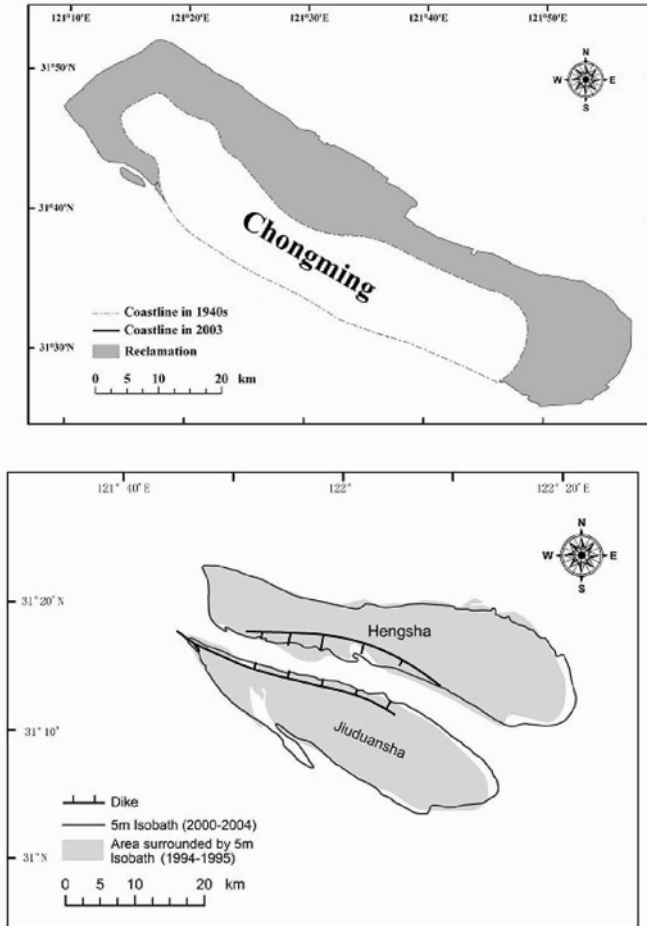 121°10′E 121°20′E 121°30′E 121°40′E 121°50′E
31°50′N
N
W E
S
31°40′N
Chongming
Coastline in 1940s
Coastline in 2003
31°30′N
Reclamation
0 5 10 20 km
121° 40′E 122° 122° 20′E
N
W E
S
31°20′N
Hengsha
31°10′N
Jiuduansha
Dike
5m Isobath (2000-2004)
Area surrounded by 5m
Isobath (1994-1995)
31°N
0 5 10 20 km